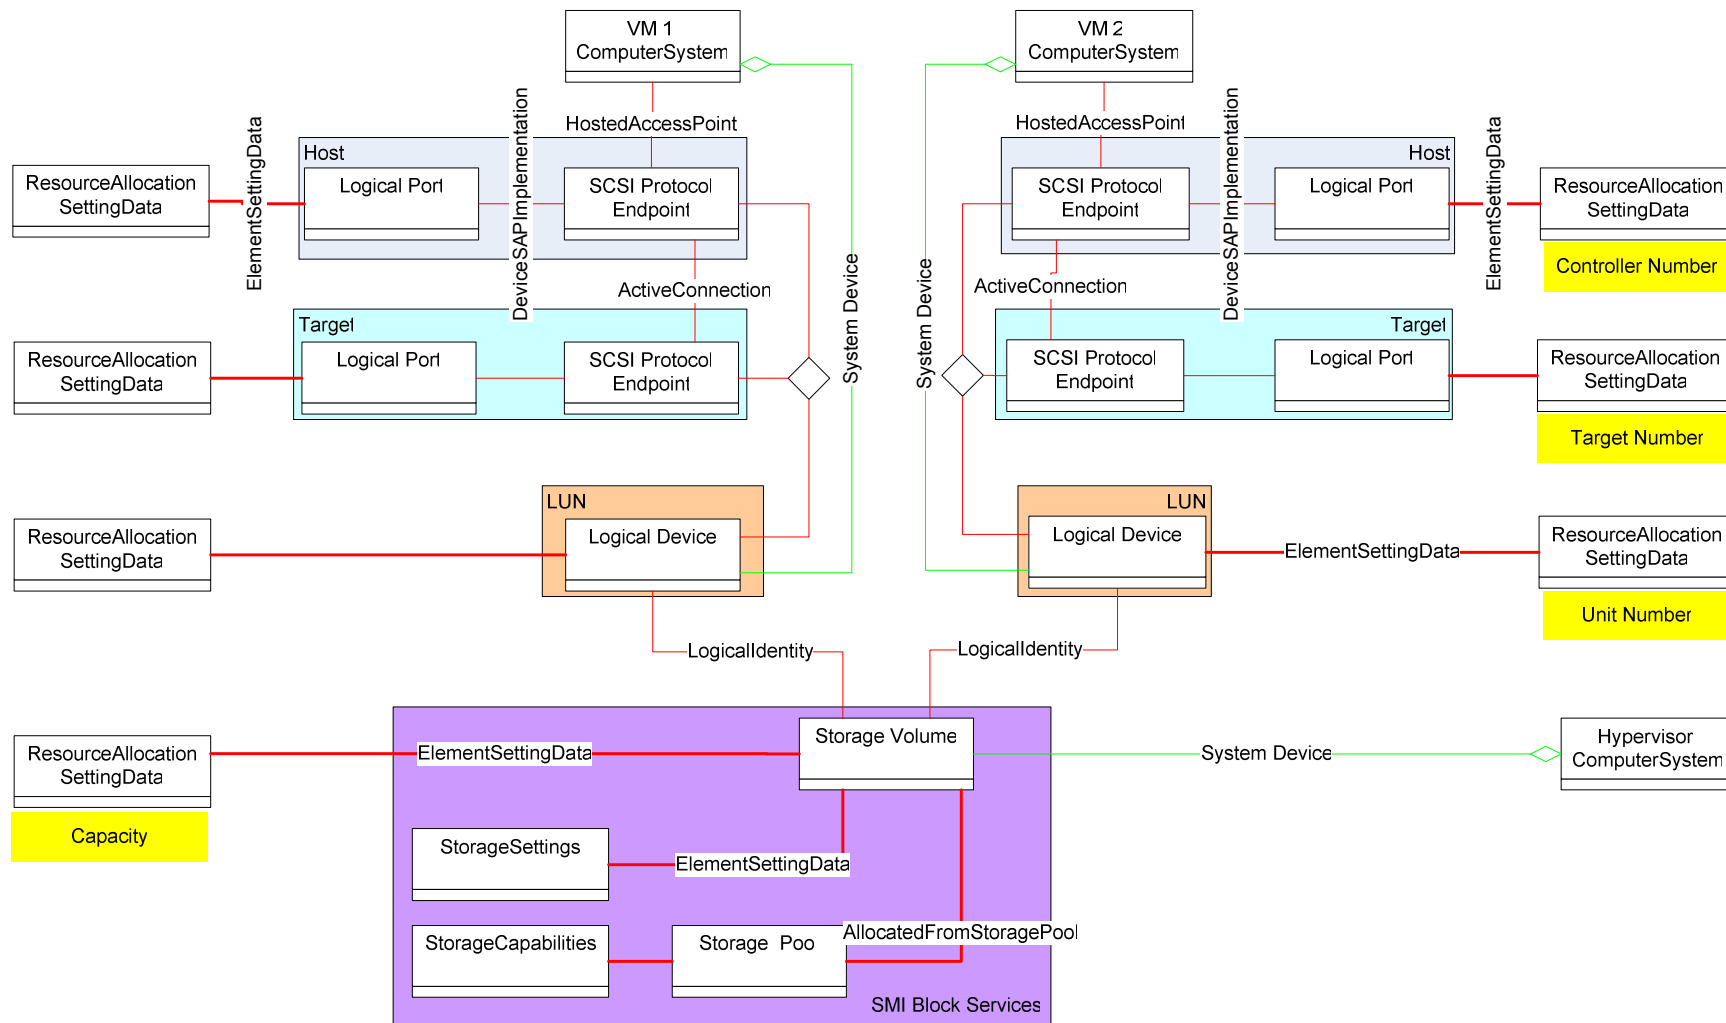 VM 1
ComputerSystem
VM 2
ComputerSystem
HostedAccessPoint
HostedAccessPoint
ElementSettingData
DeviceSAPImplementation
DeviceSAPImplementation
ElementSettingData
Host
Host
ResourceAllocation
SettingData
Logical Port
SCSI Protocol
Endpoint
SCSI Protocol
Endpoint
Logical Port
ResourceAllocation
SettingData
Controller Number
ActiveConnection
ActiveConnection
System Device
System Device
Target
Target
ResourceAllocation
SettingData
Logical Port
SCSI Protocol
Endpoint
SCSI Protocol
Endpoint
Logical Port
ResourceAllocation
SettingData
Target Number
LUN
LUN
ResourceAllocation
SettingData
Logical Device
Logical Device
ElementSettingData
ResourceAllocation
SettingData
Unit Number
LogicalIdentity
LogicalIdentity
ResourceAllocation
SettingData
ElementSettingData
Storage Volume
System Device
Hypervisor
ComputerSystem
Capacity
StorageSettings
ElementSettingData
StorageCapabilities
Storage Poo
AllocatedFromStoragePool
SMI Block Services